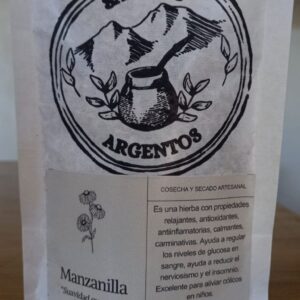 ARGENTOS
COSECHA Y SECADO ARTESANAL
Es una hierba con propiedades
relajantes, antioxidantes,
antiinflamatorias, calmantes,
carminativas. Ayuda a regular
los niveles de glucosa en
sangre, ayuda a reducir el
nerviosismo y el insomnio.
Excelente para aliviar cólicos
en niños.
Manzanilla
"Suavidad